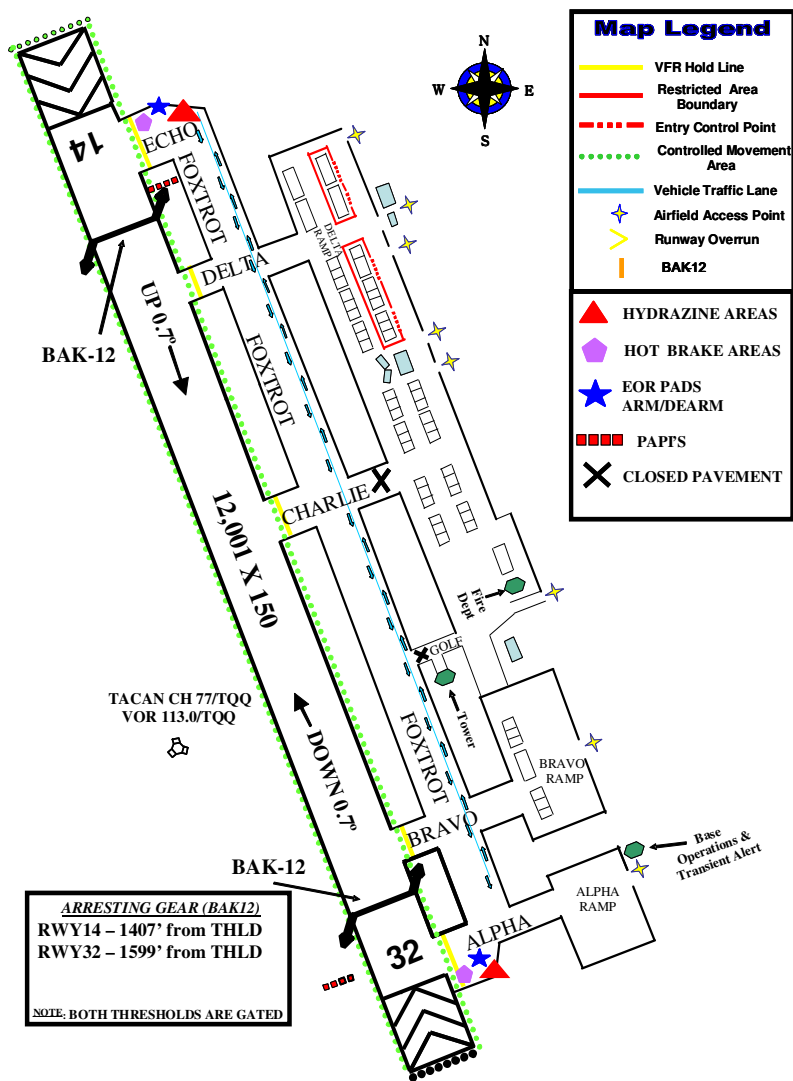 Map Legend
VFR Hold Line
Restricted Area
Boundary
Entry Control Point
Controlled Movement
Area
Vehicle Traffic Lane
Airfield Access Point
Runway Overrun
BAK-12
HYDRAZINE AREAS
HOT BRAKE AREAS
EOR PADS
ARM/DEARM
PAPI'S
CLOSED PAVEMENT
N
W E
S
14
ECHO
FOXTROT
DELTA
DELTA
RAMP
BAK-12
UP 0.7º
FOXTROT
CHARLIE
12,001 X 150
Fire
Dept
GOLF
Tower
TACAN CH 77/TQQ
VOR 113.0/TQQ
DOWN 0.7º
FOXTROT
BRAVO
BRAVO
RAMP
Base
Operations &
Transient Alert
BAK-12
ALPHA
RAMP
ALPHA
32
ARRESTING GEAR (BAK12)
RWY14 – 1407' from THLD
RWY32 – 1599' from THLD
NOTE: BOTH THRESHOLDS ARE GATED